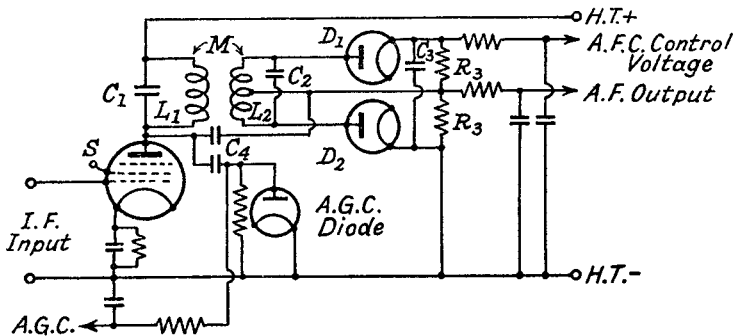 H.T.+
M
D1
C3
A.F.C. Control
Voltage
C1
L1
L2
C2
R3
A.F. Output
S
C4
D2
R3
I.F.
Input
A.G.C.
Diode
H.T.-
A.G.C.